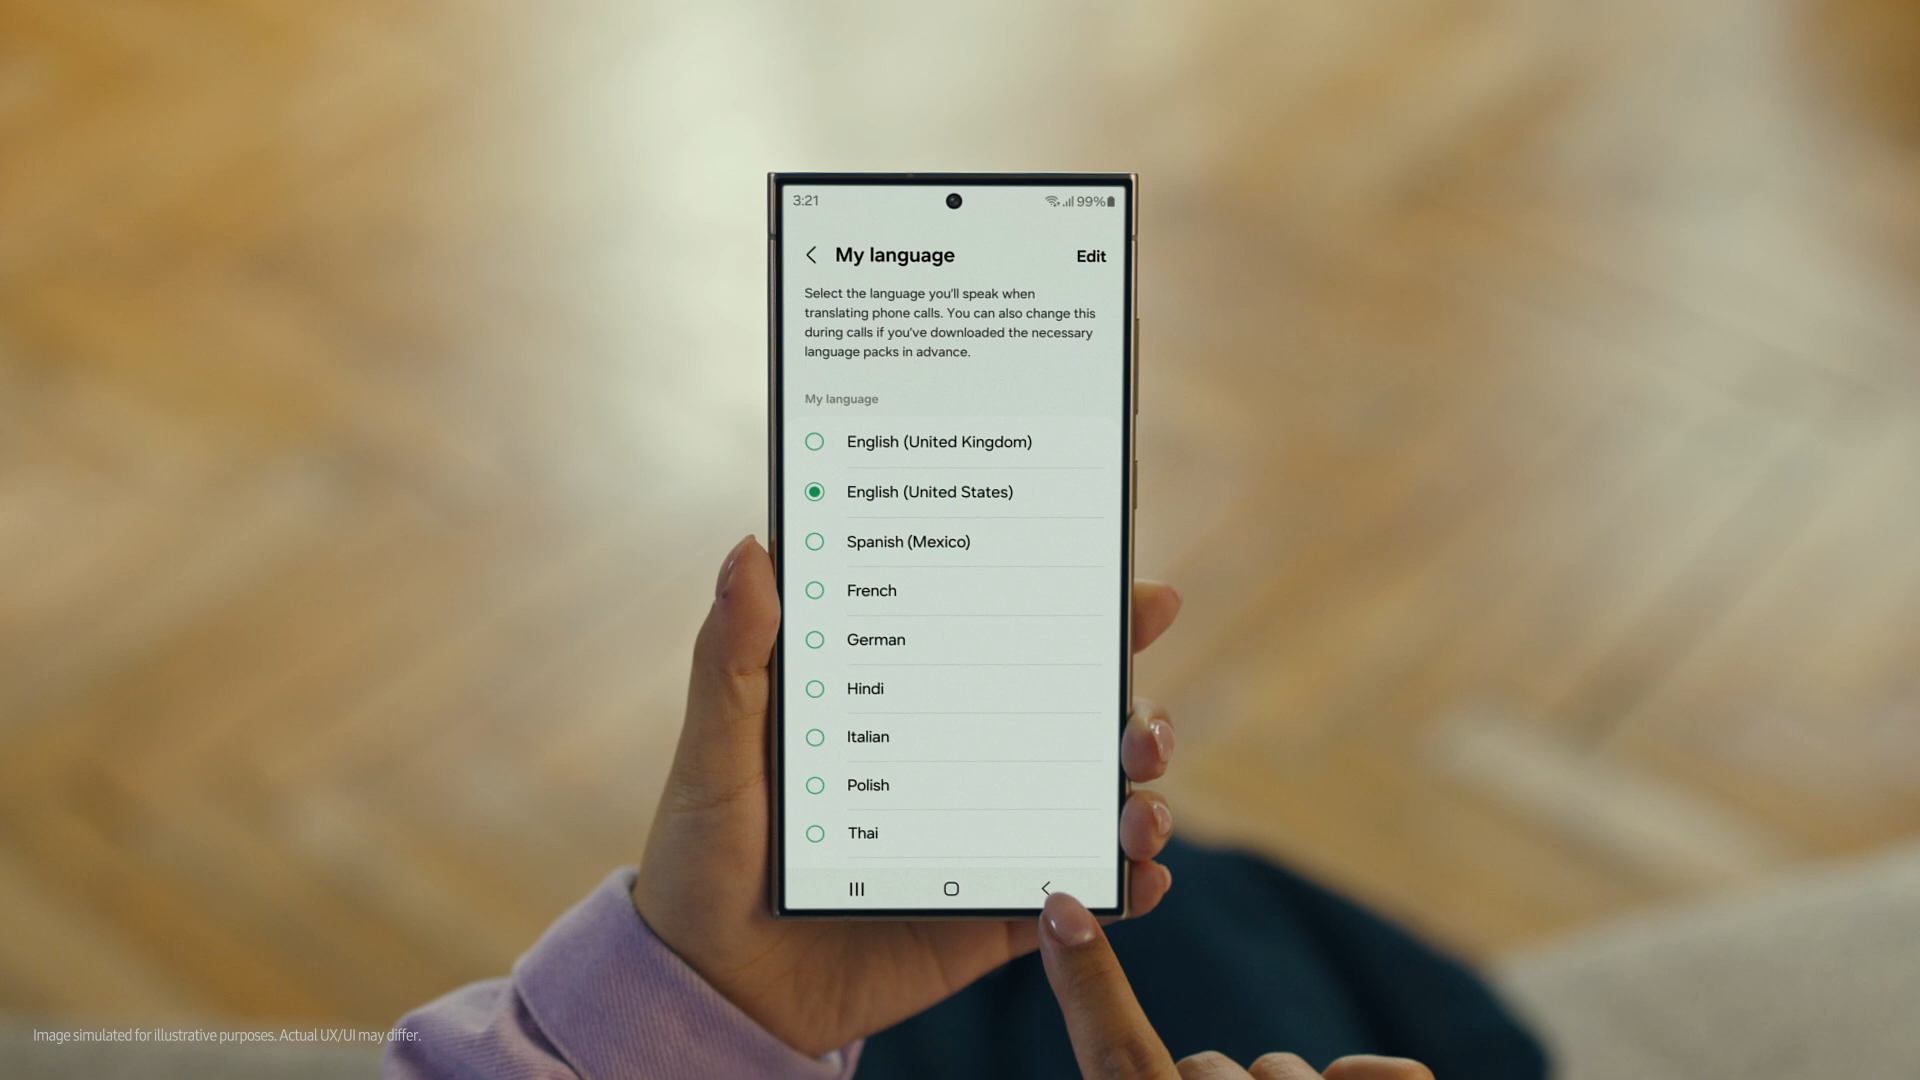 3:21
99%
My language
Edit
Select the language you'll speak when
translating phone calls. You can also change this
during calls if you've downloaded the necessary
language packs in advance.
My language
English (United Kingdom)
English (United States)
Spanish (Mexico)
French
German
Hindi
Italian
Polish
Thai
Image simulated for illustrative purposes. Actual UX/UI may differ.